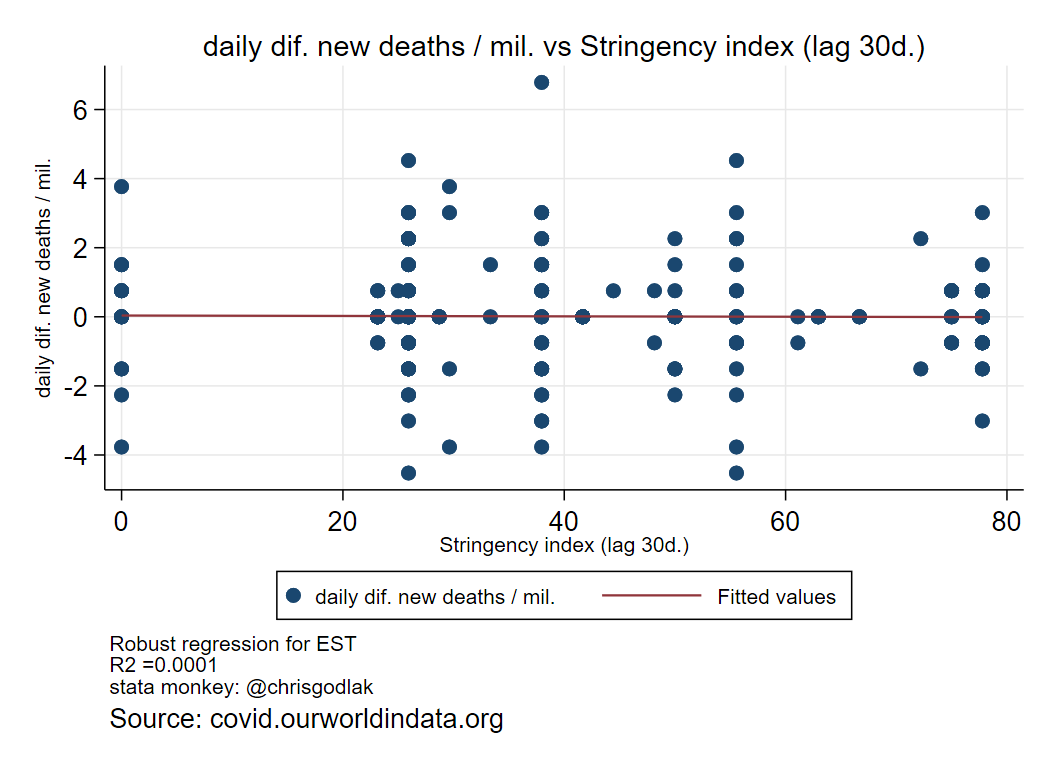 daily dif. new deaths / mil. vs Stringency index (lag 30d.)
daily dif. new deaths / mil.
6
4
2
0
-2
-4
0 20 40 60 80
Stringency index (lag 30d.)
daily dif. new deaths / mil. Fitted values
Robust regression for EST
R2 =0.0001
stata monkey: @chrisgodlak
Source: covid.ourworldindata.org